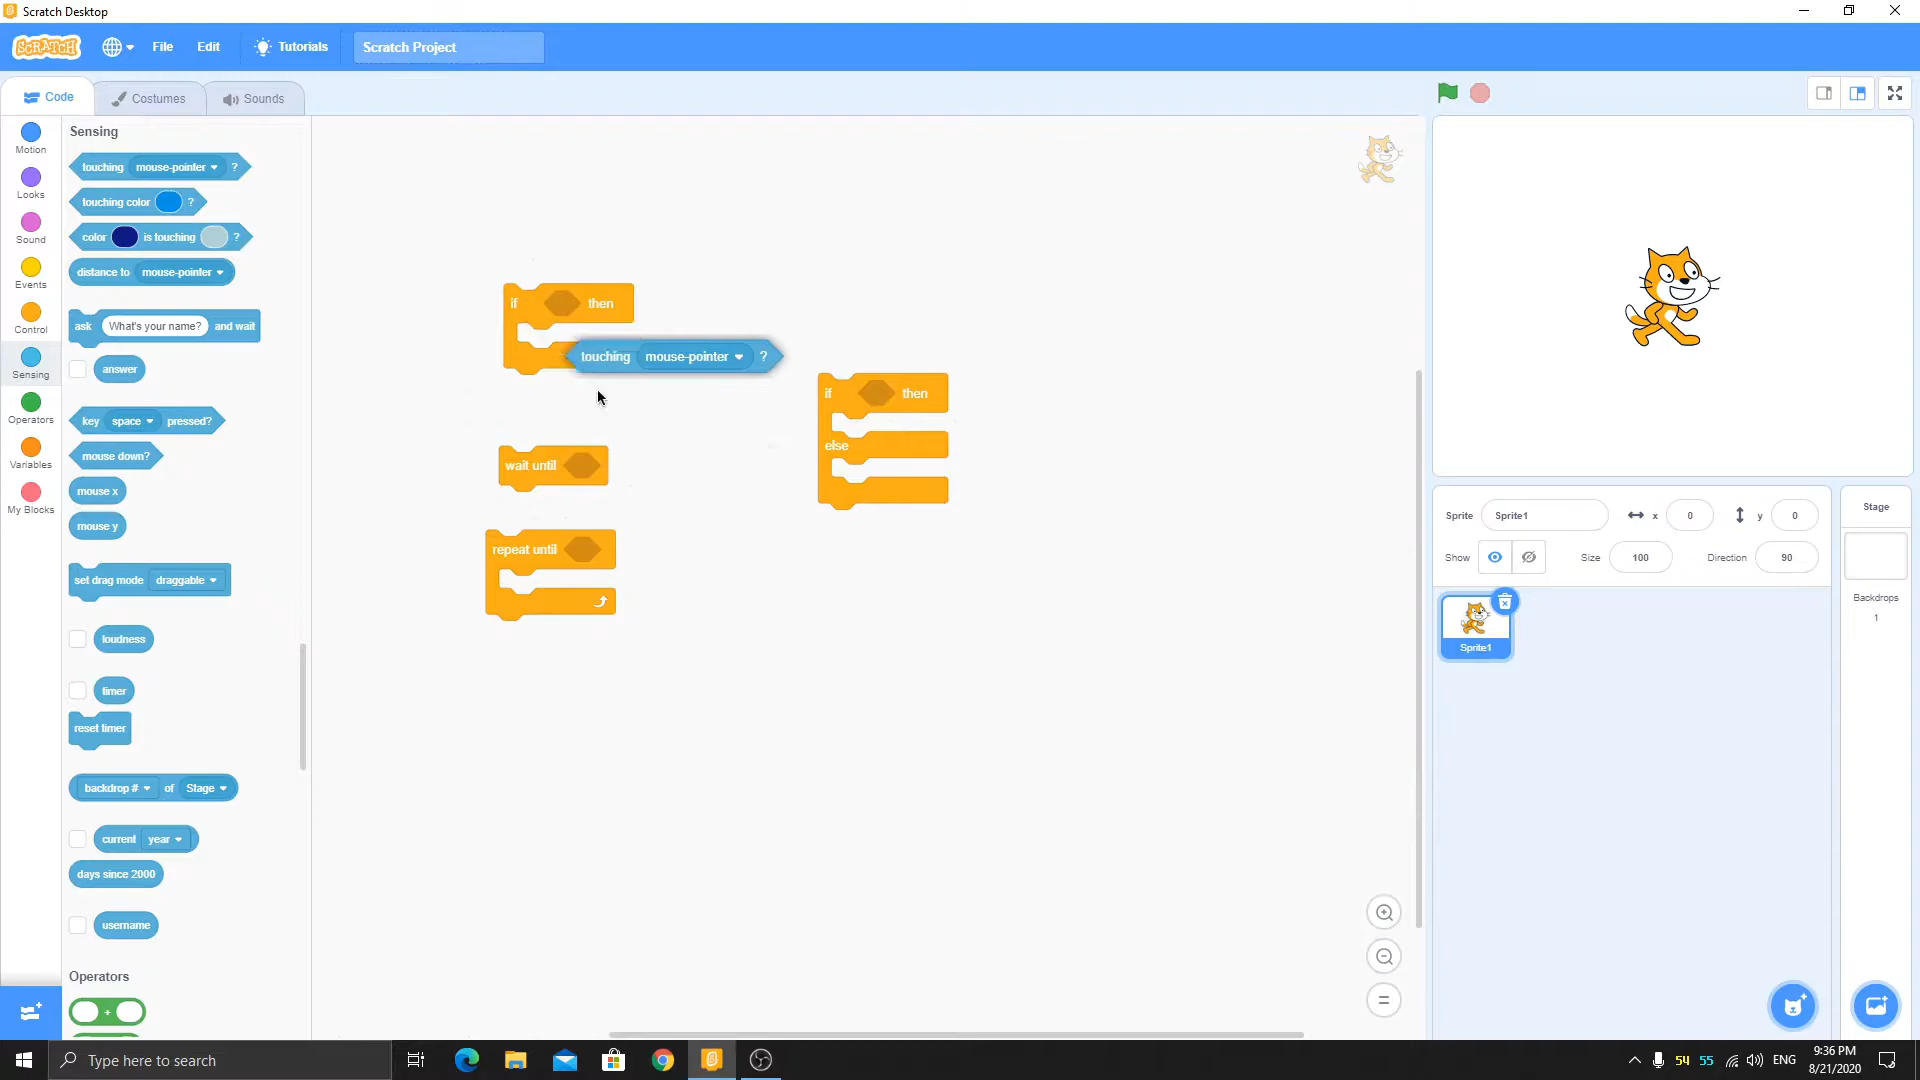 Scratch Desktop
SCRATCH
File
Edit
Tutorials
Scratch Project
Code
Costumes
Sounds
Motion
Looks
Sound
Events
Control
Sensing
Operators
Variables
My Blocks
Sensing
touching mouse-pointer ?
touching color ?
color is touching ?
distance to mouse-pointer
ask What's your name? and wait
answer
key space pressed?
mouse down?
mouse x
mouse y
set drag mode draggable
loudness
timer
reset timer
backdrop # of Stage
current year
days since 2000
username
Operators
+
if then
touching mouse-pointer ?
wait until
repeat until
if then
else
Sprite Sprite1 x 0 y 0
Show Size 100 Direction 90
Sprite1
Stage
Backdrops
1
Type here to search
54 55 ENG
9:36 PM
8/21/2020